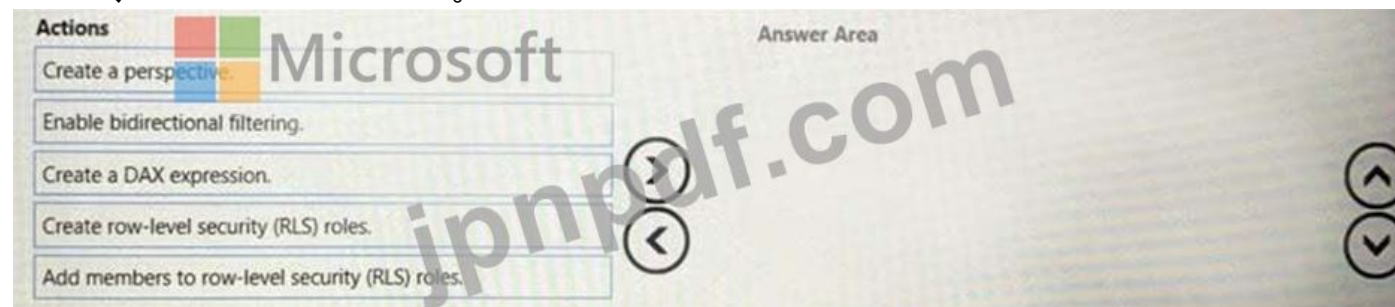 Actions
Answer Area
Microsoft
Create a perspective.
Enable bidirectional filtering.
Create a DAX expression.
Create row-level security (RLS) roles.
Add members to row-level security (RLS) roles.
jpnpdf.com